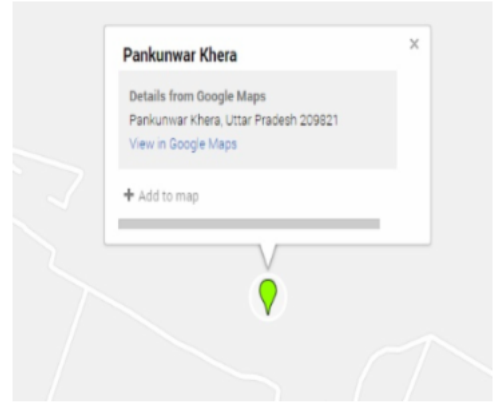 Pankunwar Khera
x
Details from Google Maps
Pankunwar Khera, Uttar Pradesh 209821
View in Google Maps
+ Add to map